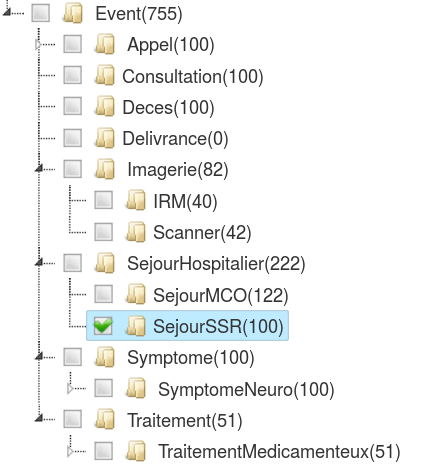 Event(755)
Appel(100)
Consultation(100)
Deces(100)
Delivrance(0)
Imagerie(82)
IRM(40)
Scanner(42)
SejourHospitalier(222)
SejourMCO(122)
SejourSSR(100)
Symptome(100)
SymptomeNeuro(100)
Traitement(51)
TraitementMedicamenteux(51)